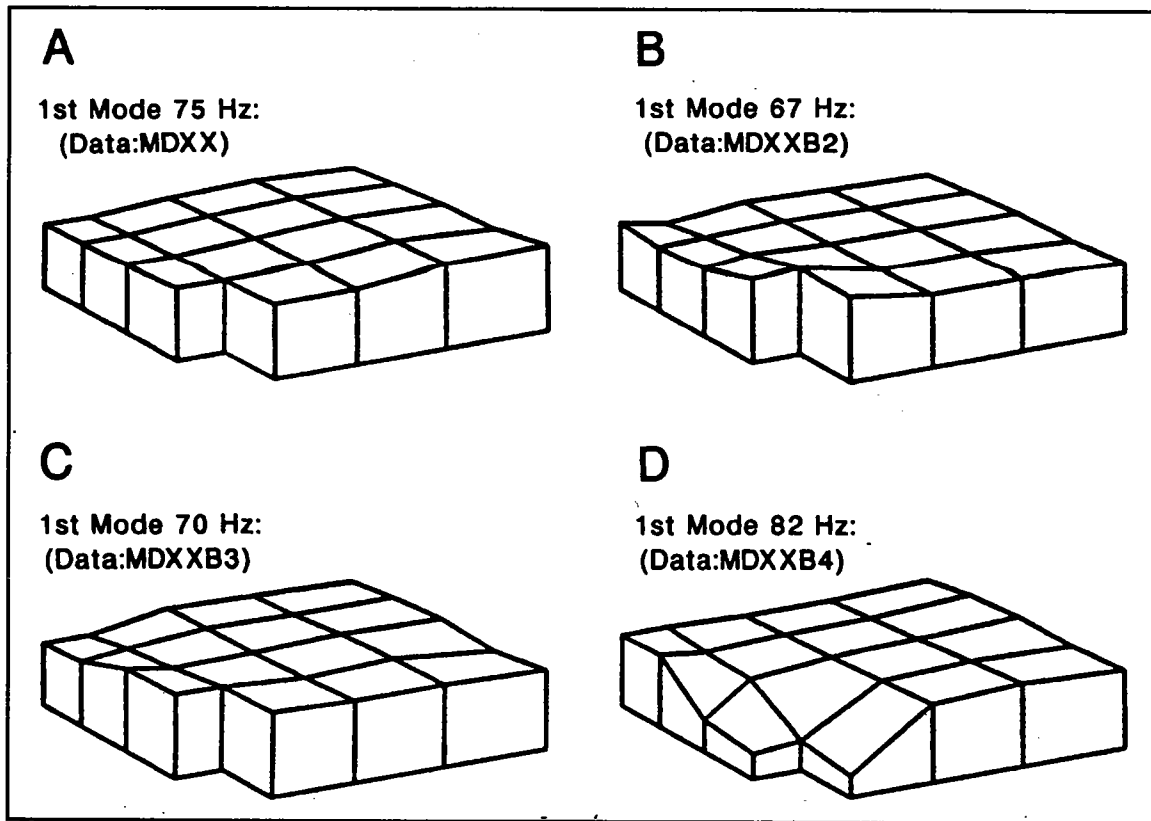 A
1st Mode 75 Hz:
(Data:MDXX)
B
1st Mode 67 Hz:
(Data:MDXXB2)
C
1st Mode 70 Hz:
(Data:MDXXB3)
D
1st Mode 82 Hz:
(Data:MDXXB4)